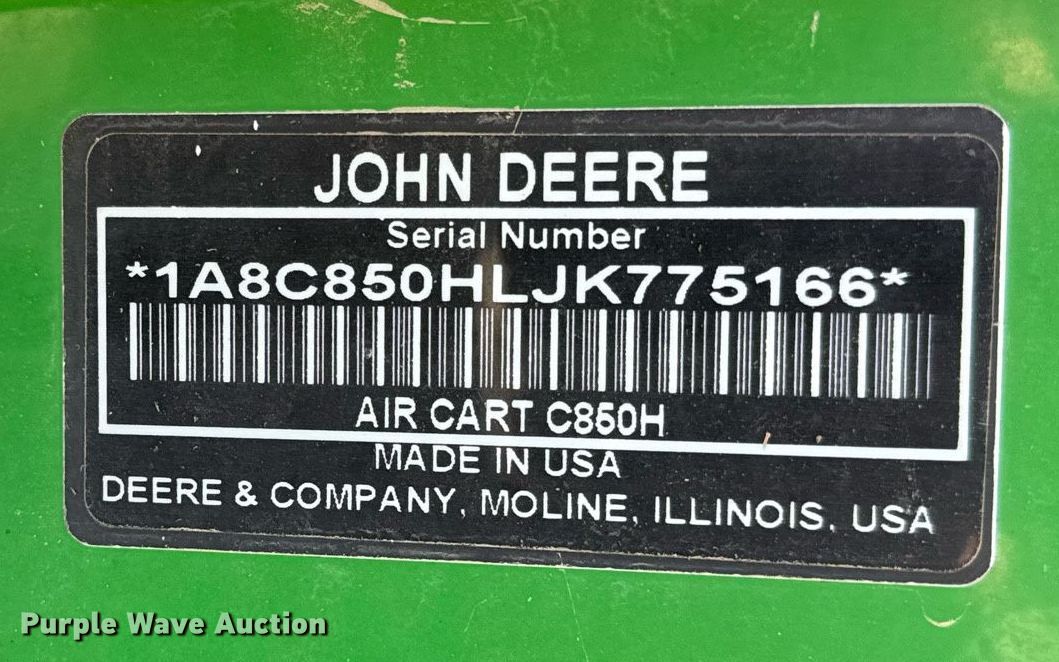 JOHN DEERE
Serial Number
*1A8C850HLJK775166*
AIR CART C850H
MADE IN USA
DEERE & COMPANY, MOLINE, ILLINOIS, USA
Purple Wave Auction